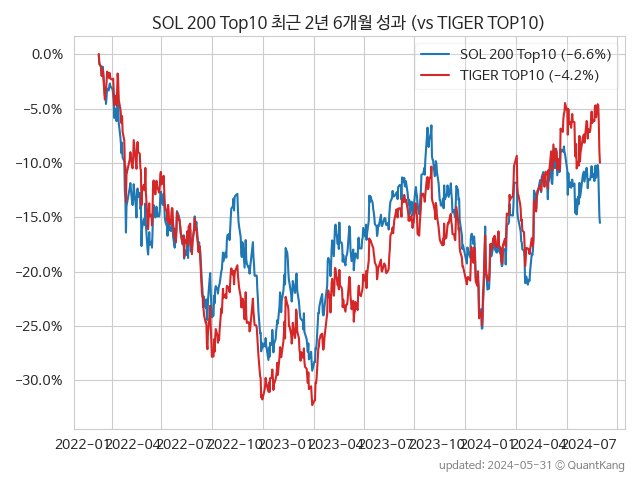 SOL 200 Top10 최근 2년 6개월 성과 (vs TIGER TOP10)
SOL 200 Top10 (−6.6%)
TIGER TOP10 (−4.2%)
0.0%
−5.0%
−10.0%
−15.0%
−20.0%
−25.0%
−30.0%
2022-01 2022-04 2022-07 2022-10 2023-01 2023-04 2023-07 2023-10 2024-01 2024-04 2024-07
updated: 2024-05-31 © QuantKang